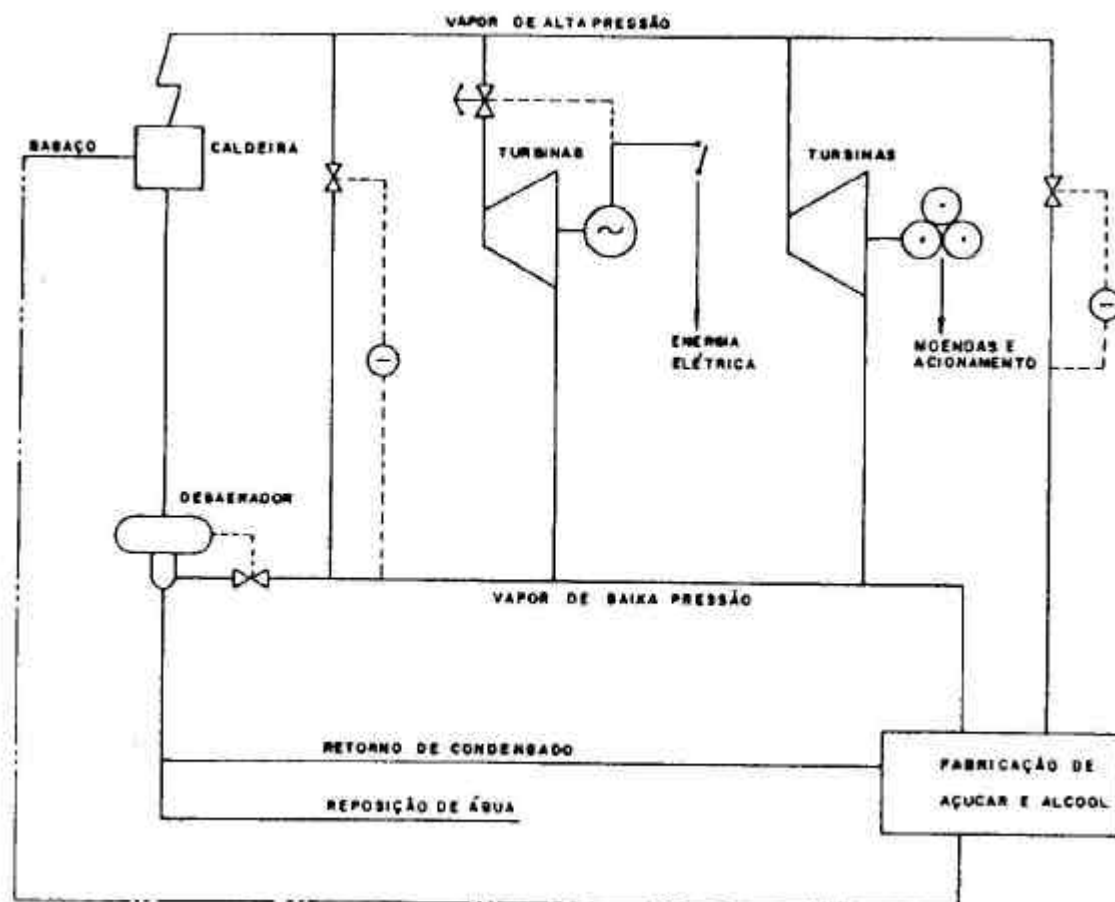 VAPOR DE ALTA PRESSÃO
BAGAÇO
CALDEIRA
TURBINAS
TURBINAS
ENERGIA
ELÉTRICA
MOENDAS E
ACIONAMENTO
DESAERADOR
VAPOR DE BAIXA PRESSÃO
RETORNO DE CONDENSADO
FABRICAÇÃO DE
AÇUCAR E ALCOOL
REPOSIÇÃO DE ÁGUA